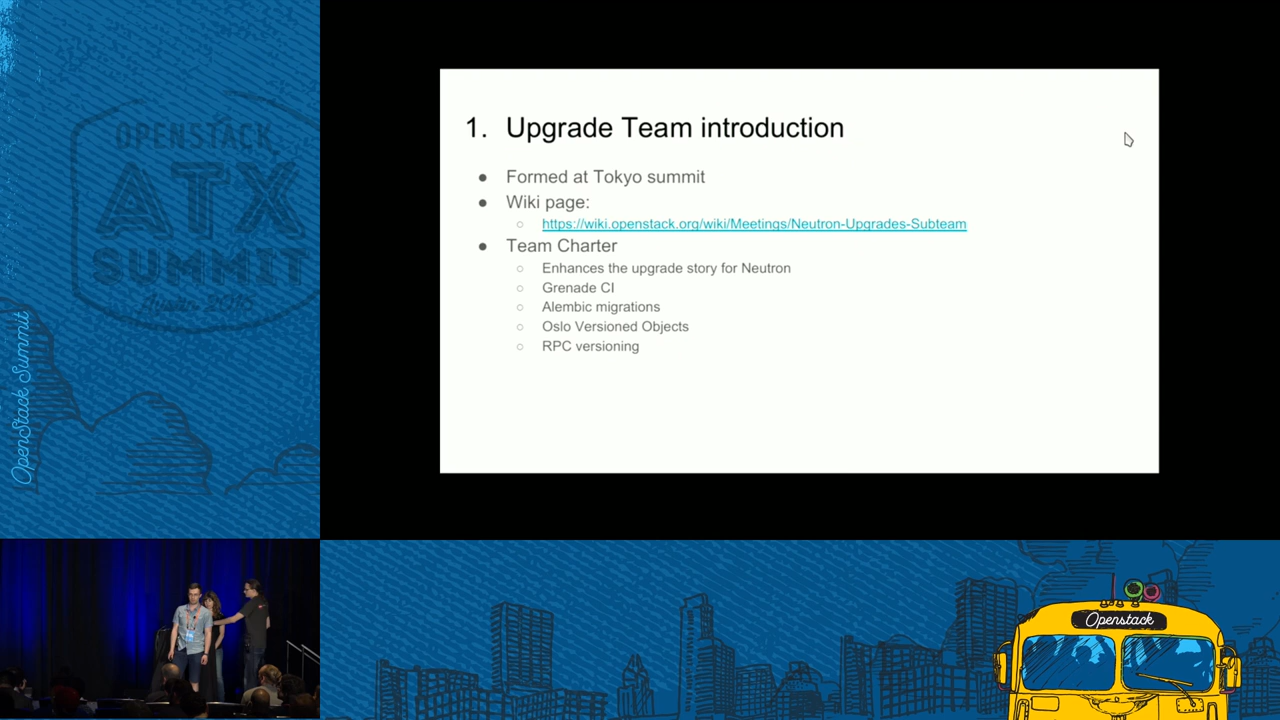 OPENSTACK
ATX
SUMMIT
Austin 2016
OpenStack Summit
1. Upgrade Team introduction
● Formed at Tokyo summit
● Wiki page:
○ https://wiki.openstack.org/wiki/Meetings/Neutron-Upgrades-Subteam
● Team Charter
○ Enhances the upgrade story for Neutron
○ Grenade CI
○ Alembic migrations
○ Oslo Versioned Objects
○ RPC versioning
Openstack